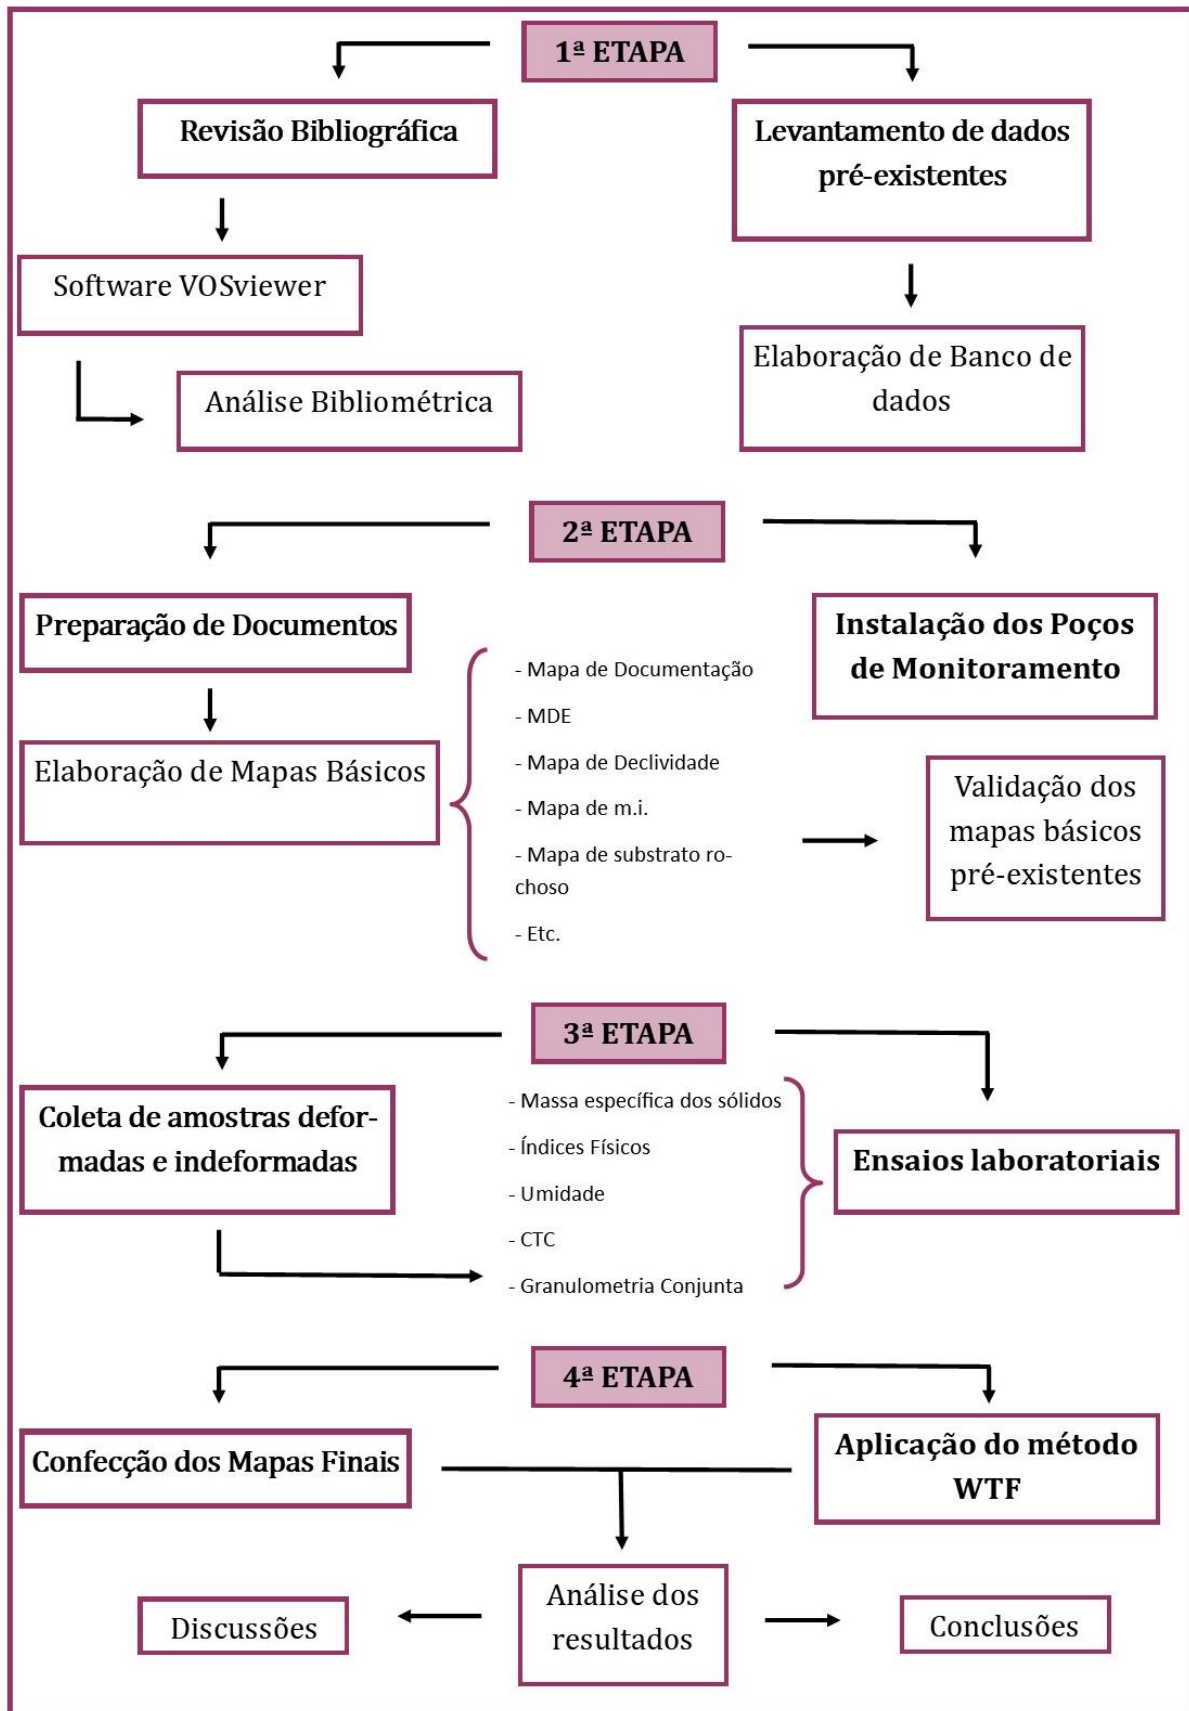 1ª ETAPA
Revisão Bibliográfica
Levantamento de dados
pré-existentes
Software VOSviewer
Análise Bibliométrica
Elaboração de Banco de
dados
2ª ETAPA
Preparação de Documentos
Elaboração de Mapas Básicos
- Mapa de Documentação
- MDE
- Mapa de Declividade
- Mapa de m.i.
- Mapa de substrato ro-
choso
- Etc.
Instalação dos Poços
de Monitoramento
Validação dos
mapas básicos
pré-existentes
3ª ETAPA
Coleta de amostras defor-
madas e indeformadas
- Massa específica dos sólidos
- Índices Físicos
- Umidade
- CTC
- Granulometria Conjunta
Ensaios laboratoriais
4ª ETAPA
Confecção dos Mapas Finais
Aplicação do método
WTF
Análise dos
resultados
Discussões
Conclusões